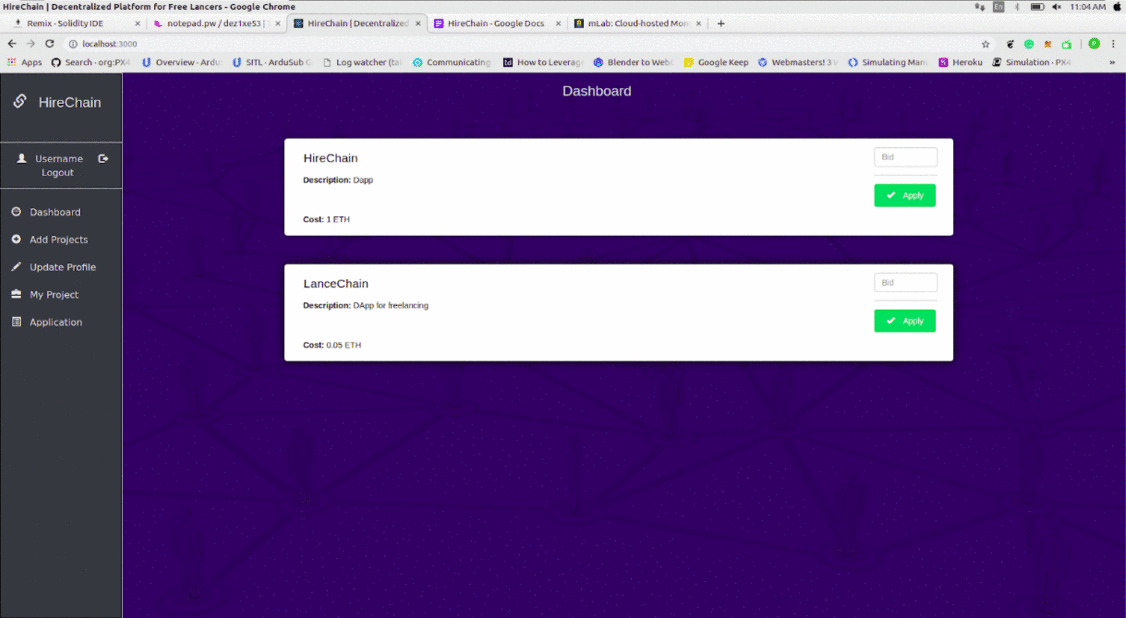 HireChain | Decentralized Platform for Free Lancers - Google Chrome
En 11:04 AM
Remix - Solidity IDE
notepad.pw / dez1xe53 |
HireChain | Decentralized
HireChain - Google Docs
mLab: Cloud-hosted Mon
localhost:3000
Apps
Search · org:PX4
Overview · Ardu
SITL · ArduSub
Log watcher (tai
Communicating
How to Leverag
Blender to Web
Google Keep
Webmasters!
Simulating Man
Heroku
Simulation · PX4
»
HireChain
Dashboard
Username
Logout
Dashboard
Add Projects
Update Profile
My Project
Application
HireChain
Bid
Description: Dapp
Apply
Cost: 1 ETH
LanceChain
Bid
Description: DApp for freelancing
Apply
Cost: 0.05 ETH